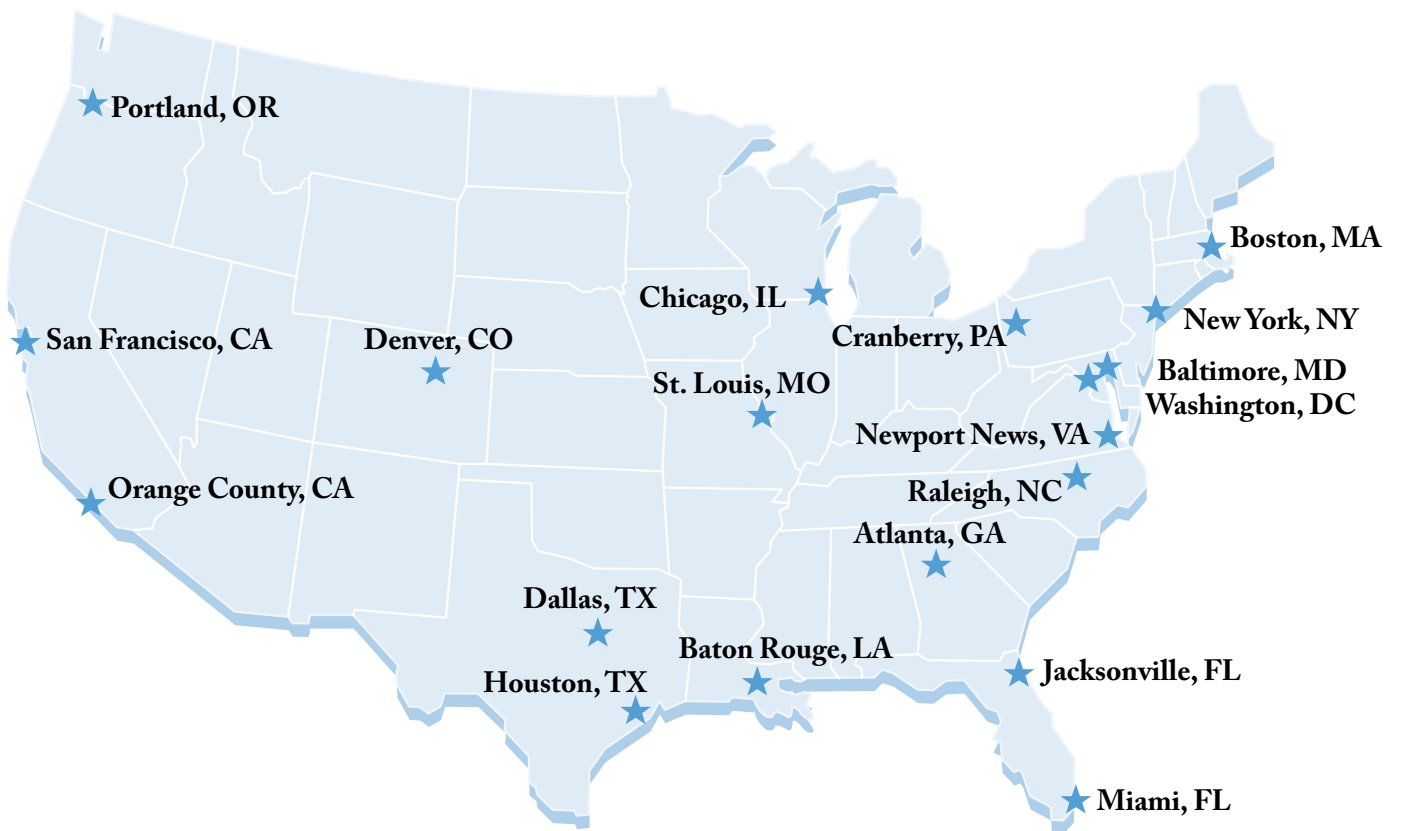 Portland, OR
Boston, MA
Chicago, IL
New York, NY
Cranberry, PA
San Francisco, CA
Denver, CO
Baltimore, MD
St. Louis, MO
Washington, DC
Newport News, VA
Orange County, CA
Raleigh, NC
Atlanta, GA
Dallas, TX
Baton Rouge, LA
Jacksonville, FL
Houston, TX
Miami, FL